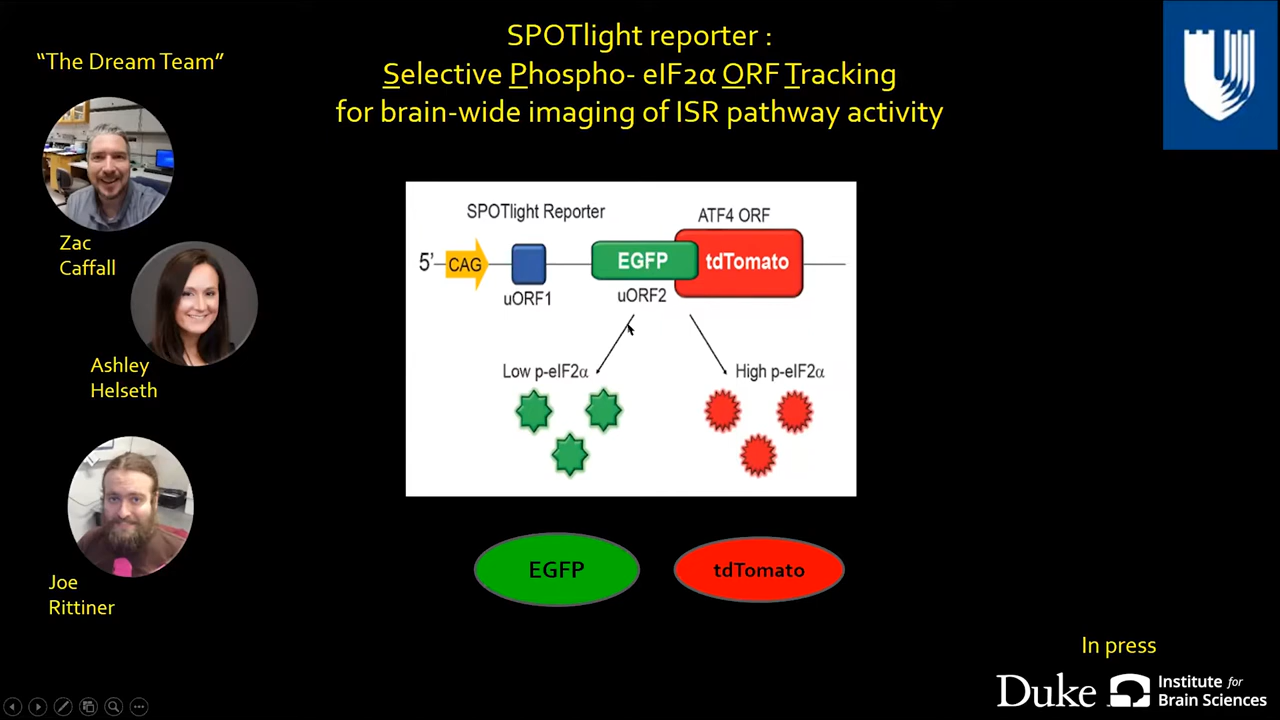 SPOTlight reporter :
Selective Phospho- eIF2α ORF Tracking
for brain-wide imaging of ISR pathway activity
“The Dream Team”
Zac
Caffall
Ashley
Helseth
Joe
Rittiner
SPOTlight Reporter
ATF4 ORF
5’
CAG
EGFP
tdTomato
uORF1
uORF2
Low p-eIF2α
High p-eIF2α
EGFP
tdTomato
In press
Duke
Institute for
Brain Sciences